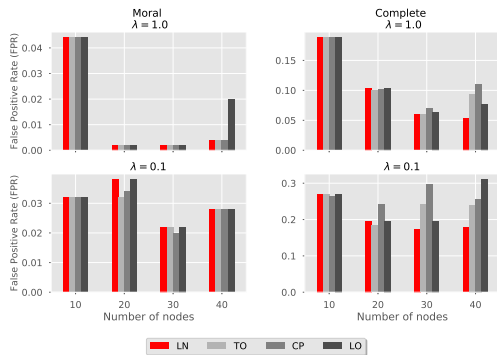 Moral
λ = 1.0
Complete
λ = 1.0
False Positive Rate (FPR)
0.04
0.03
0.02
0.01
0.00
0.15
0.10
0.05
0.00
λ = 0.1
λ = 0.1
False Positive Rate (FPR)
0.03
0.02
0.01
0.00
0.3
0.2
0.1
0.0
10
20
30
40
10
20
30
40
Number of nodes
Number of nodes
LN
TO
CP
LO